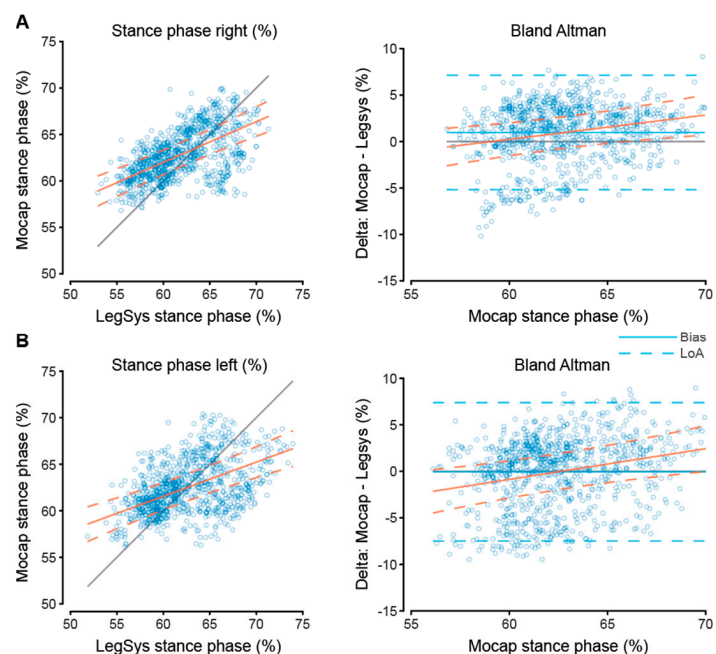 A
Stance phase right (%)
Bland Altman
Mocap stance phase (%)
75
70
65
60
55
50
50 55 60 65 70 75
LegSys stance phase (%)
Delta: Mocap - Legsys (%)
10
5
0
-5
-10
-15
55 60 65 70
Mocap stance phase (%)
B
Bias
LoA
Stance phase left (%)
Bland Altman
Mocap stance phase (%)
75
70
65
60
55
50
50 55 60 65 70 75
LegSys stance phase (%)
Delta: Mocap - Legsys (%)
10
5
0
-5
-10
-15
55 60 65 70
Mocap stance phase (%)